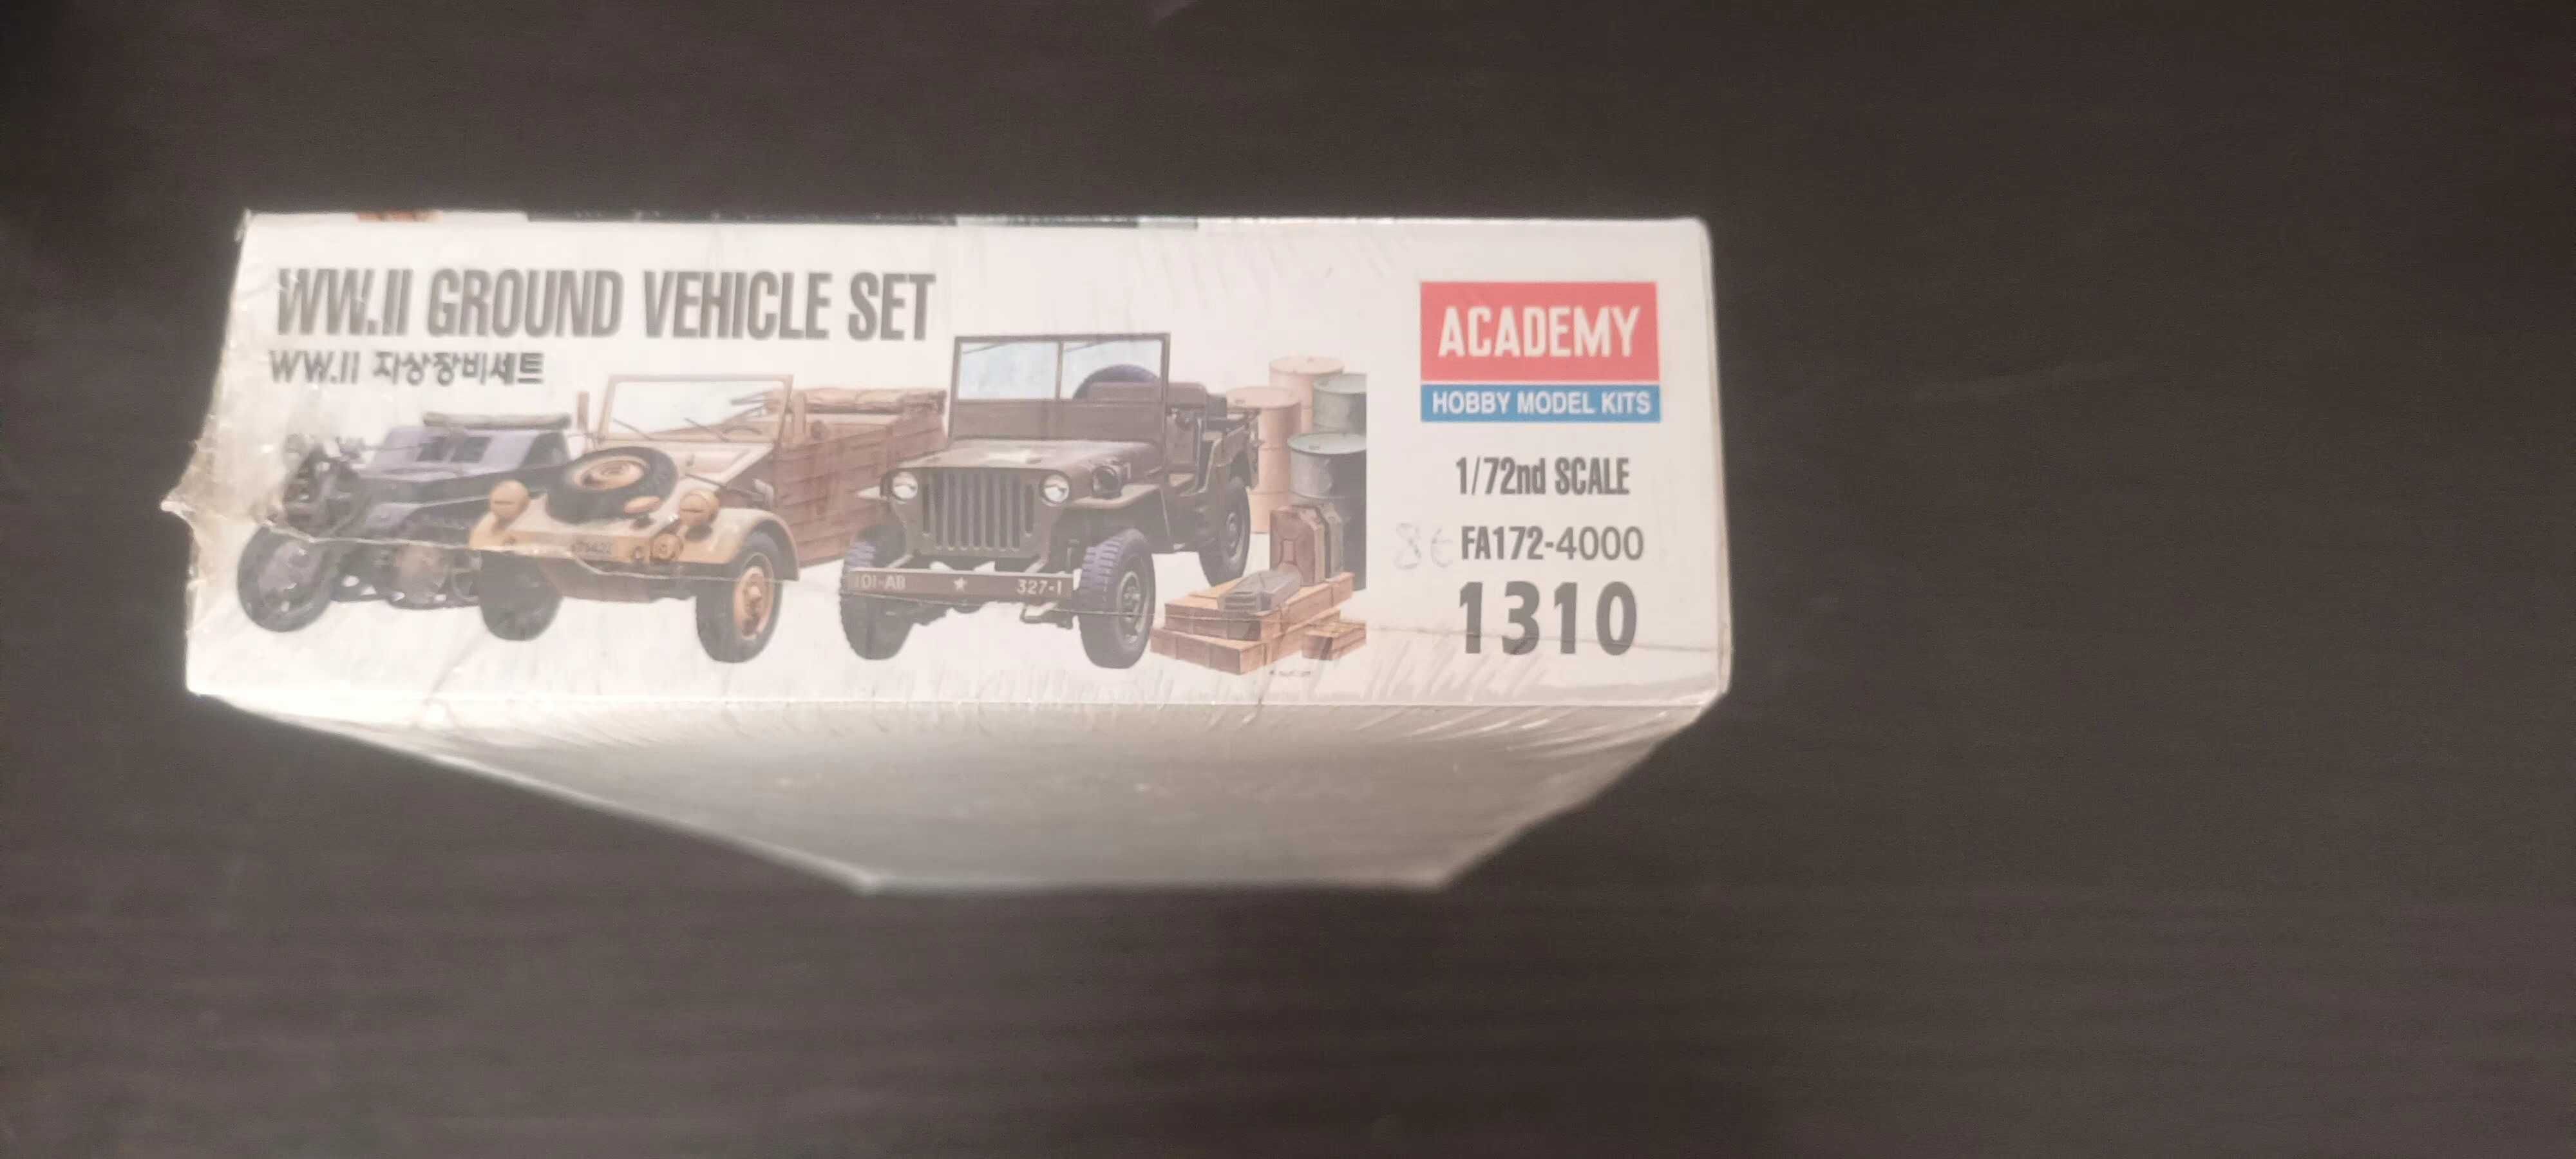 WW.II GROUND VEHICLE SET
WW.II 지상장비세트
ACADEMY
HOBBY MODEL KITS
1/72nd SCALE
8€ FA172-4000
1310
101-AB ★ 327-1